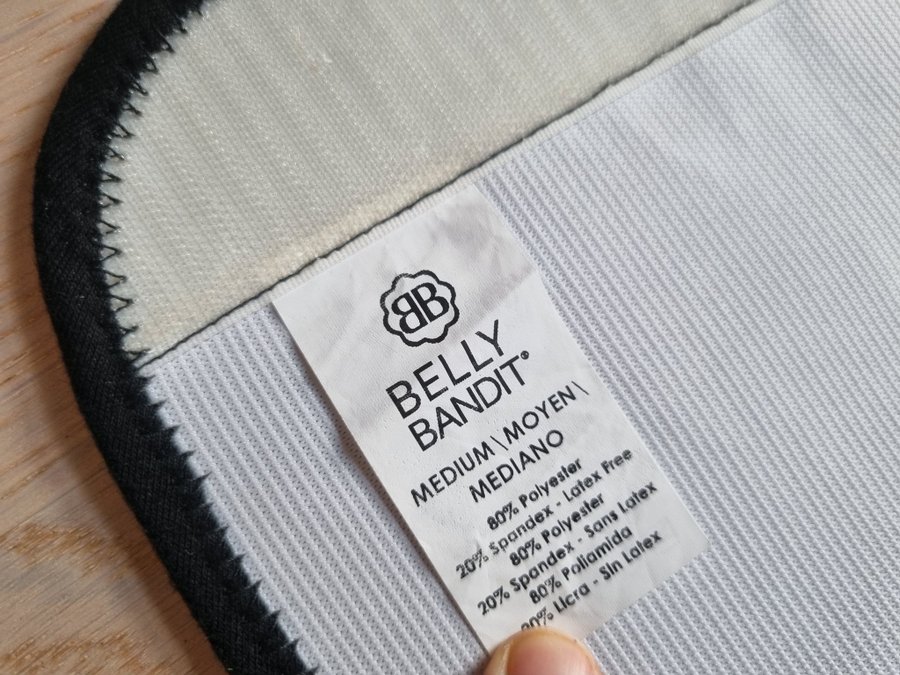 BB
BELLY
BANDIT®
MEDIUM \ MOYEN \
MEDIANO
80% Polyester
20% Spandex - Latex Free
80% Polyester
20% Spandex - Sans Latex
80% Poliamida
20% Licra - Sin Latex